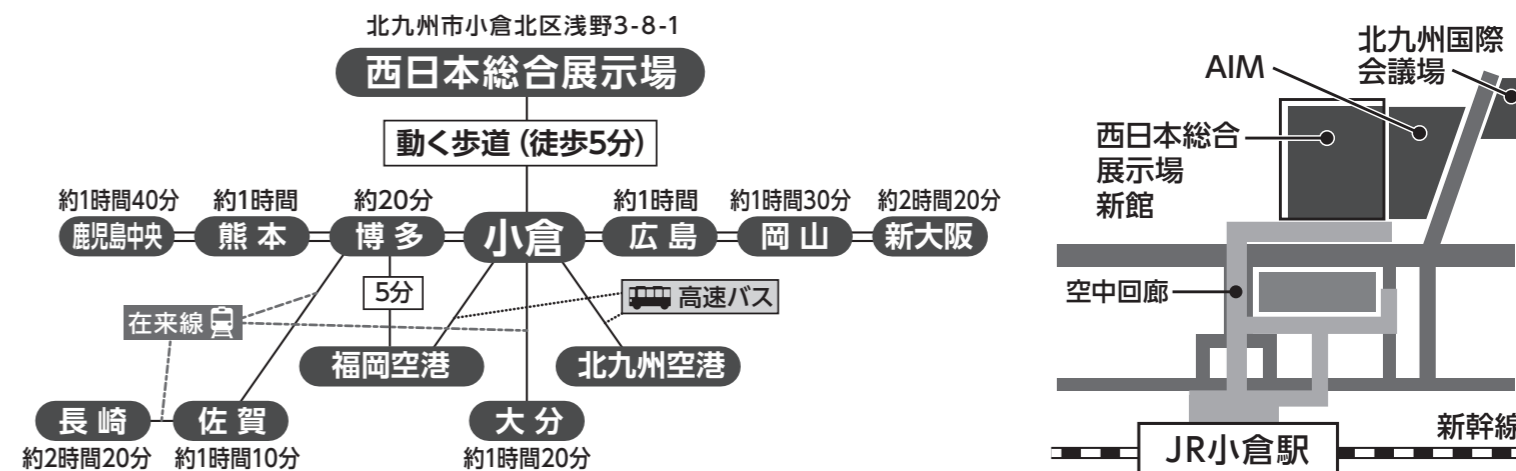 北九州市小倉北区浅野3-8-1
西日本総合展示場
動く歩道（徒歩5分）
約1時間40分
約1時間
約20分
約1時間
約1時間30分
約2時間20分
鹿児島中央
熊本
博多
小倉
広島
岡山
新大阪
5分
高速バス
在来線
福岡空港
北九州空港
長崎
佐賀
大分
約2時間20分
約1時間10分
約1時間20分
北九州国際
会議場
AIM
西日本総合
展示場
新館
空中回廊
新幹線
JR小倉駅